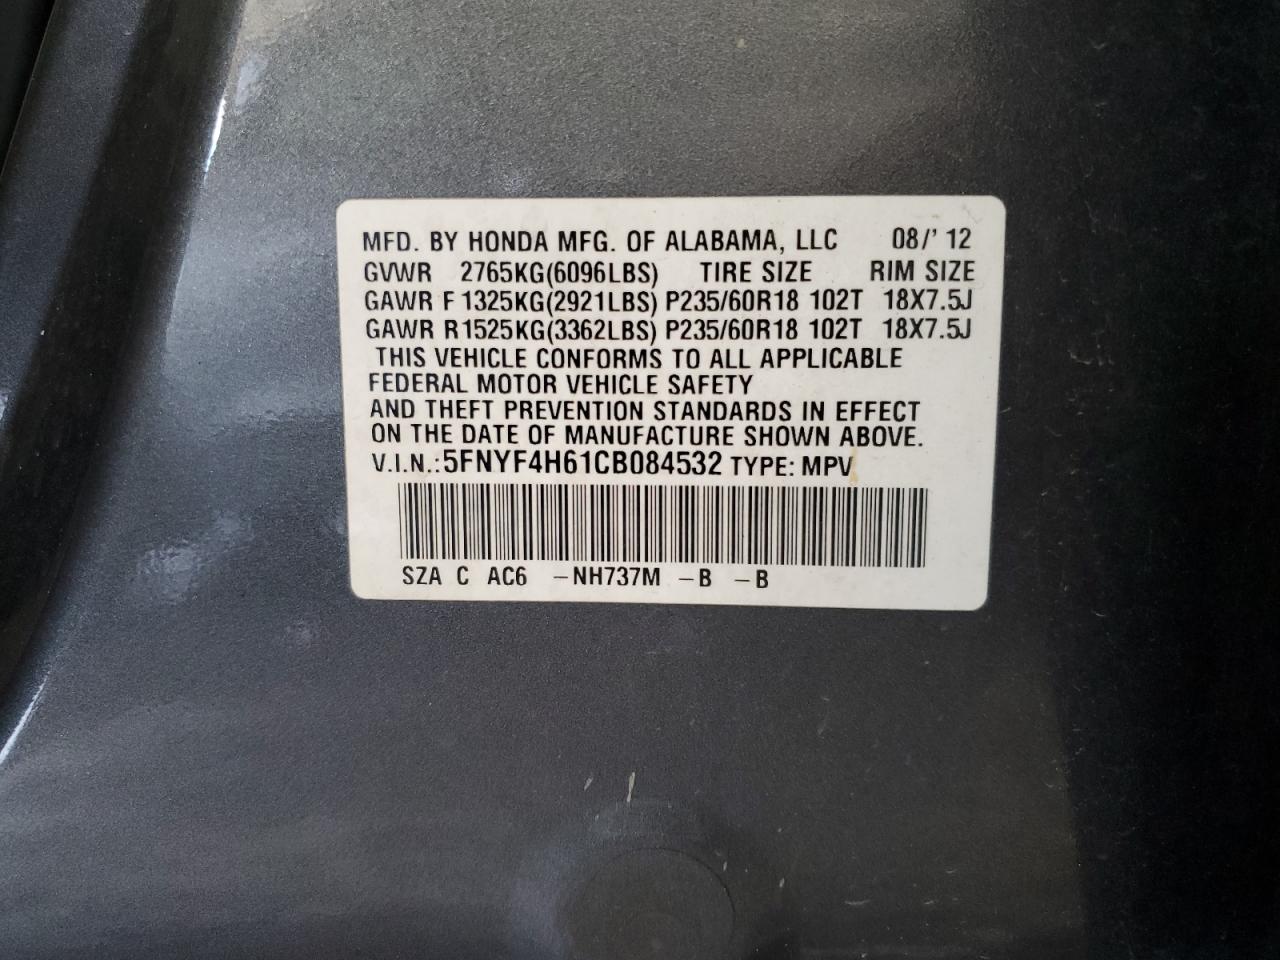 MFD. BY HONDA MFG. OF ALABAMA, LLC 08/' 12
GVWR 2765KG(6096LBS) TIRE SIZE RIM SIZE
GAWR F 1325KG(2921LBS) P235/60R18 102T 18X7.5J
GAWR R 1525KG(3362LBS) P235/60R18 102T 18X7.5J
THIS VEHICLE CONFORMS TO ALL APPLICABLE
FEDERAL MOTOR VEHICLE SAFETY
AND THEFT PREVENTION STANDARDS IN EFFECT
ON THE DATE OF MANUFACTURE SHOWN ABOVE.
V.I.N.:5FNYF4H61CB084532 TYPE: MPV
SZA C AC6 -NH737M -B -B